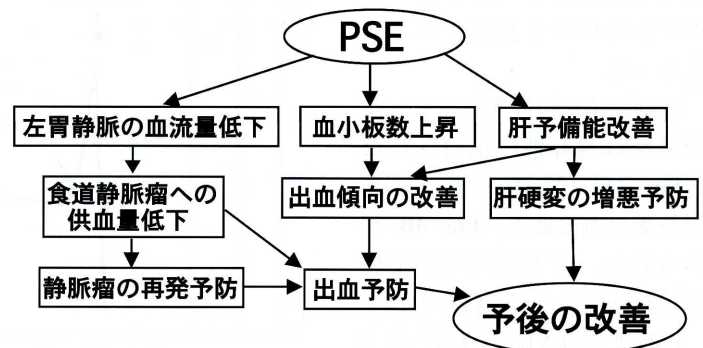 PSE
左胃静脈の血流量低下
血小板数上昇
肝予備能改善
食道静脈瘤への
供血量低下
出血傾向の改善
肝硬変の増悪予防
静脈瘤の再発予防
出血予防
予後の改善